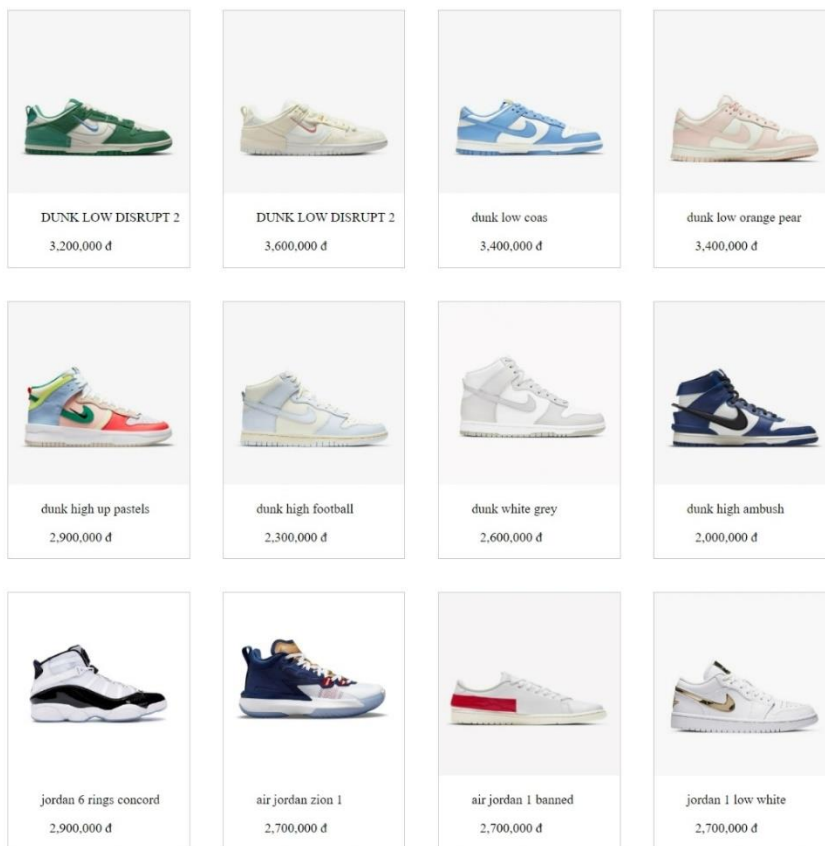 DUNK LOW DISRUPT 2
3,200,000 đ
DUNK LOW DISRUPT 2
3,600,000 đ
dunk low coas
3,400,000 đ
dunk low orange pear
3,400,000 đ
dunk high up pastels
2,900,000 đ
dunk high football
2,300,000 đ
dunk white grey
2,600,000 đ
dunk high ambush
2,000,000 đ
jordan 6 rings concord
2,900,000 đ
air jordan zion 1
2,700,000 đ
air jordan 1 banned
2,700,000 đ
jordan 1 low white
2,700,000 đ